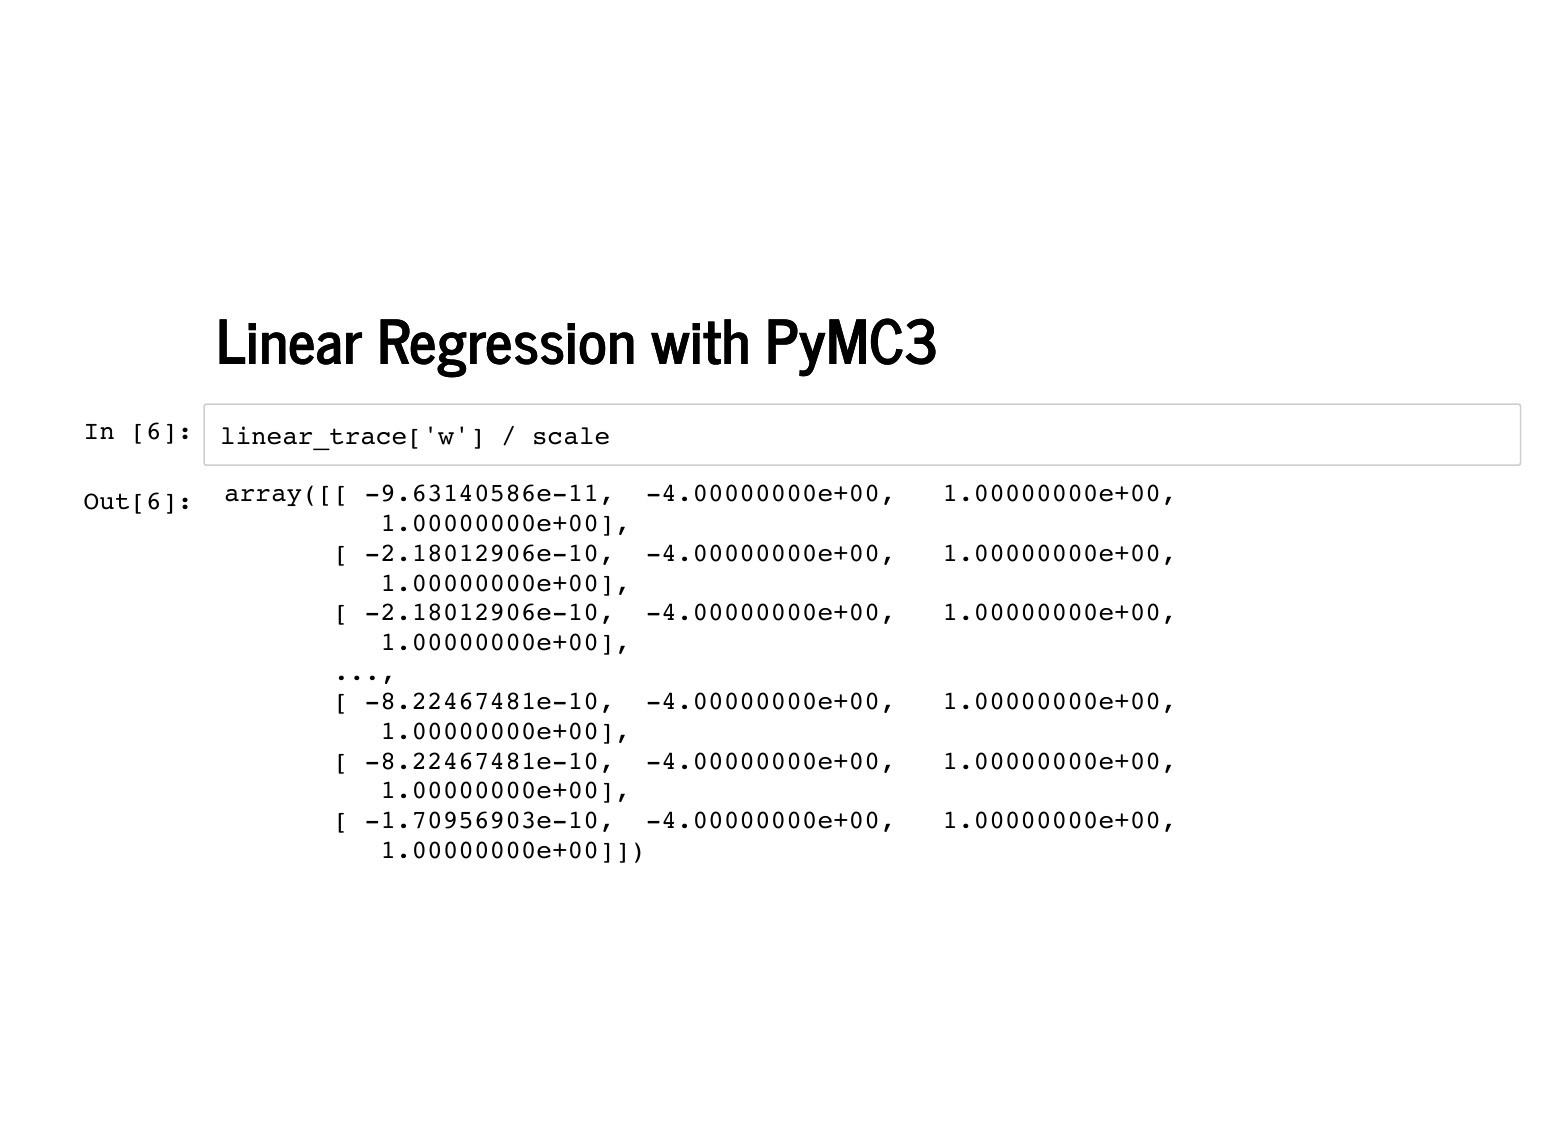 Linear Regression with PyMC3
In [6]: linear_trace['w'] / scale
Out[6]: array([[ -9.63140586e-11,  -4.00000000e+00,   1.00000000e+00,
          1.00000000e+00],
       [ -2.18012906e-10,  -4.00000000e+00,   1.00000000e+00,
          1.00000000e+00],
       [ -2.18012906e-10,  -4.00000000e+00,   1.00000000e+00,
          1.00000000e+00],
       ...,
       [ -8.22467481e-10,  -4.00000000e+00,   1.00000000e+00,
          1.00000000e+00],
       [ -8.22467481e-10,  -4.00000000e+00,   1.00000000e+00,
          1.00000000e+00],
       [ -1.70956903e-10,  -4.00000000e+00,   1.00000000e+00,
          1.00000000e+00]])